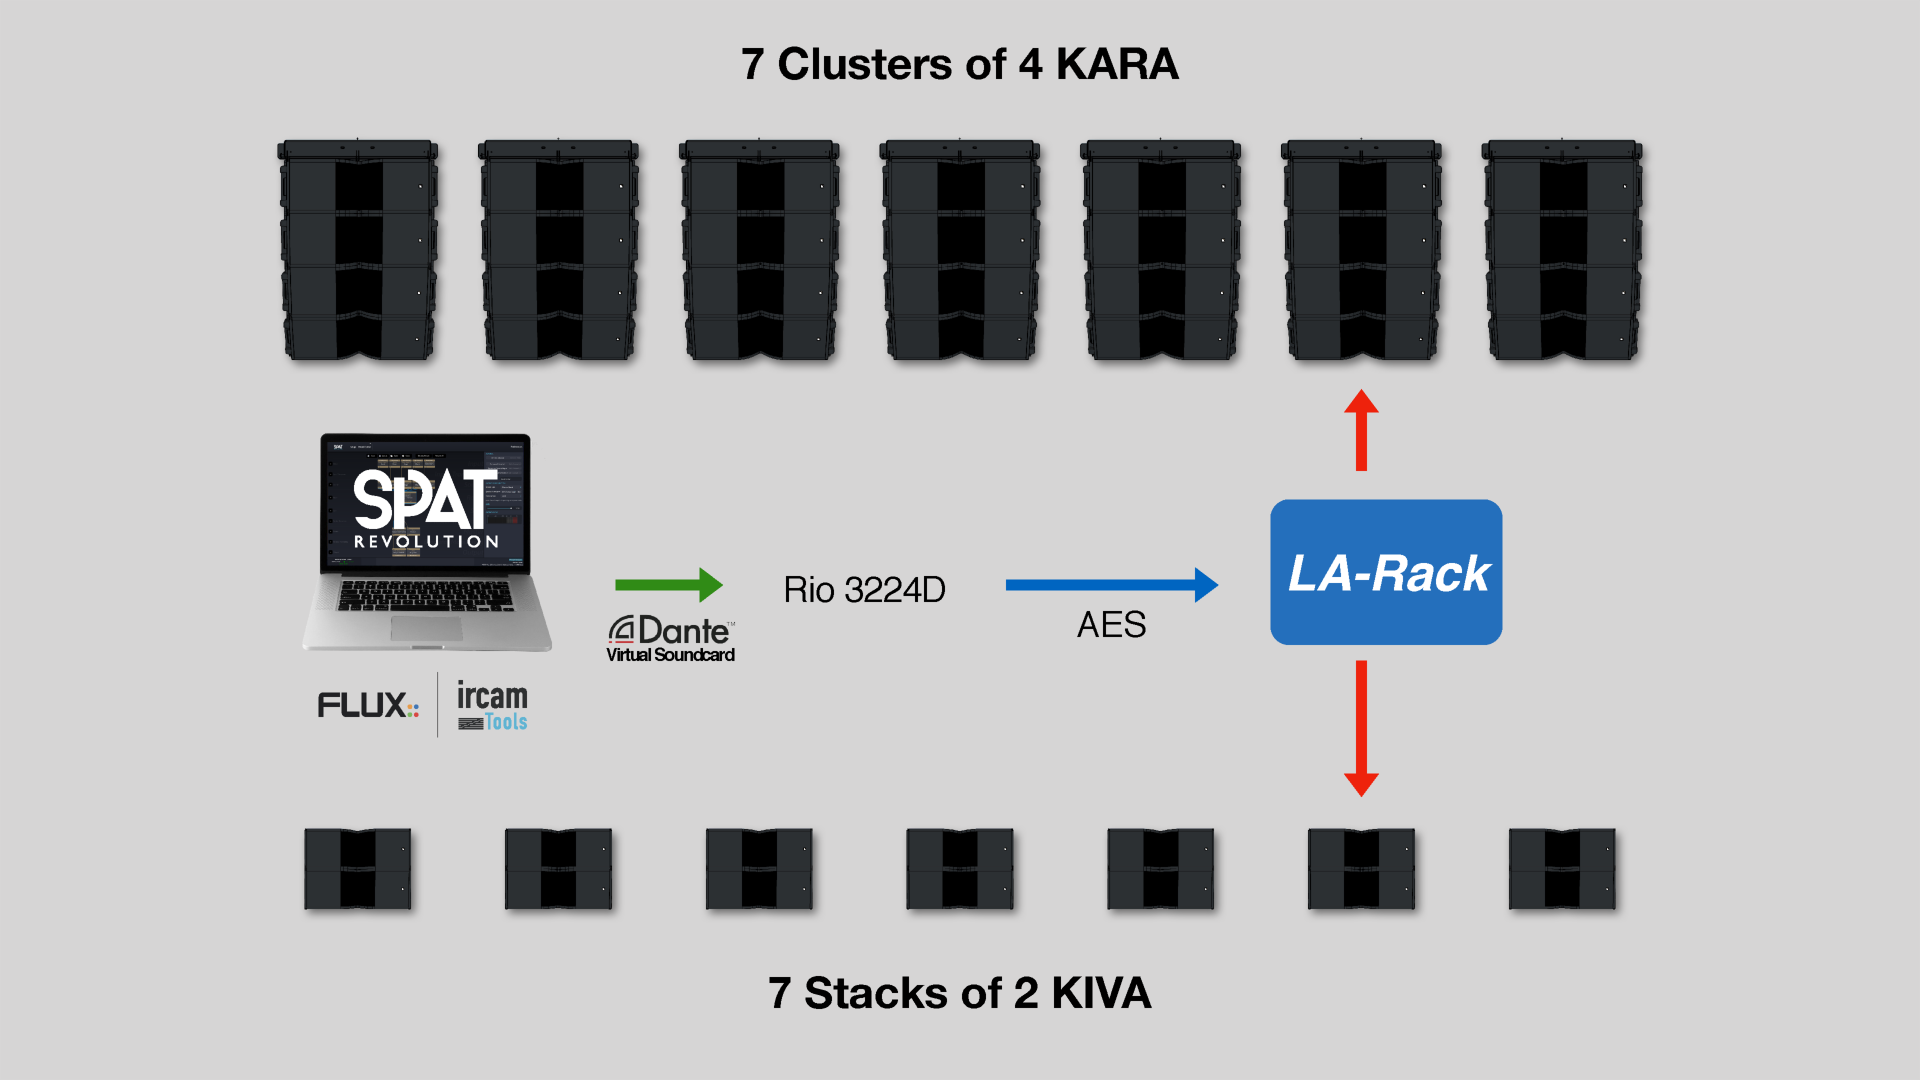 7 Clusters of 4 KARA
SPAT
REVOLUTION
Rio 3224D
LA-Rack
AES
Dante™
Virtual Soundcard
FLUX::
ircam
Tools
7 Stacks of 2 KIVA